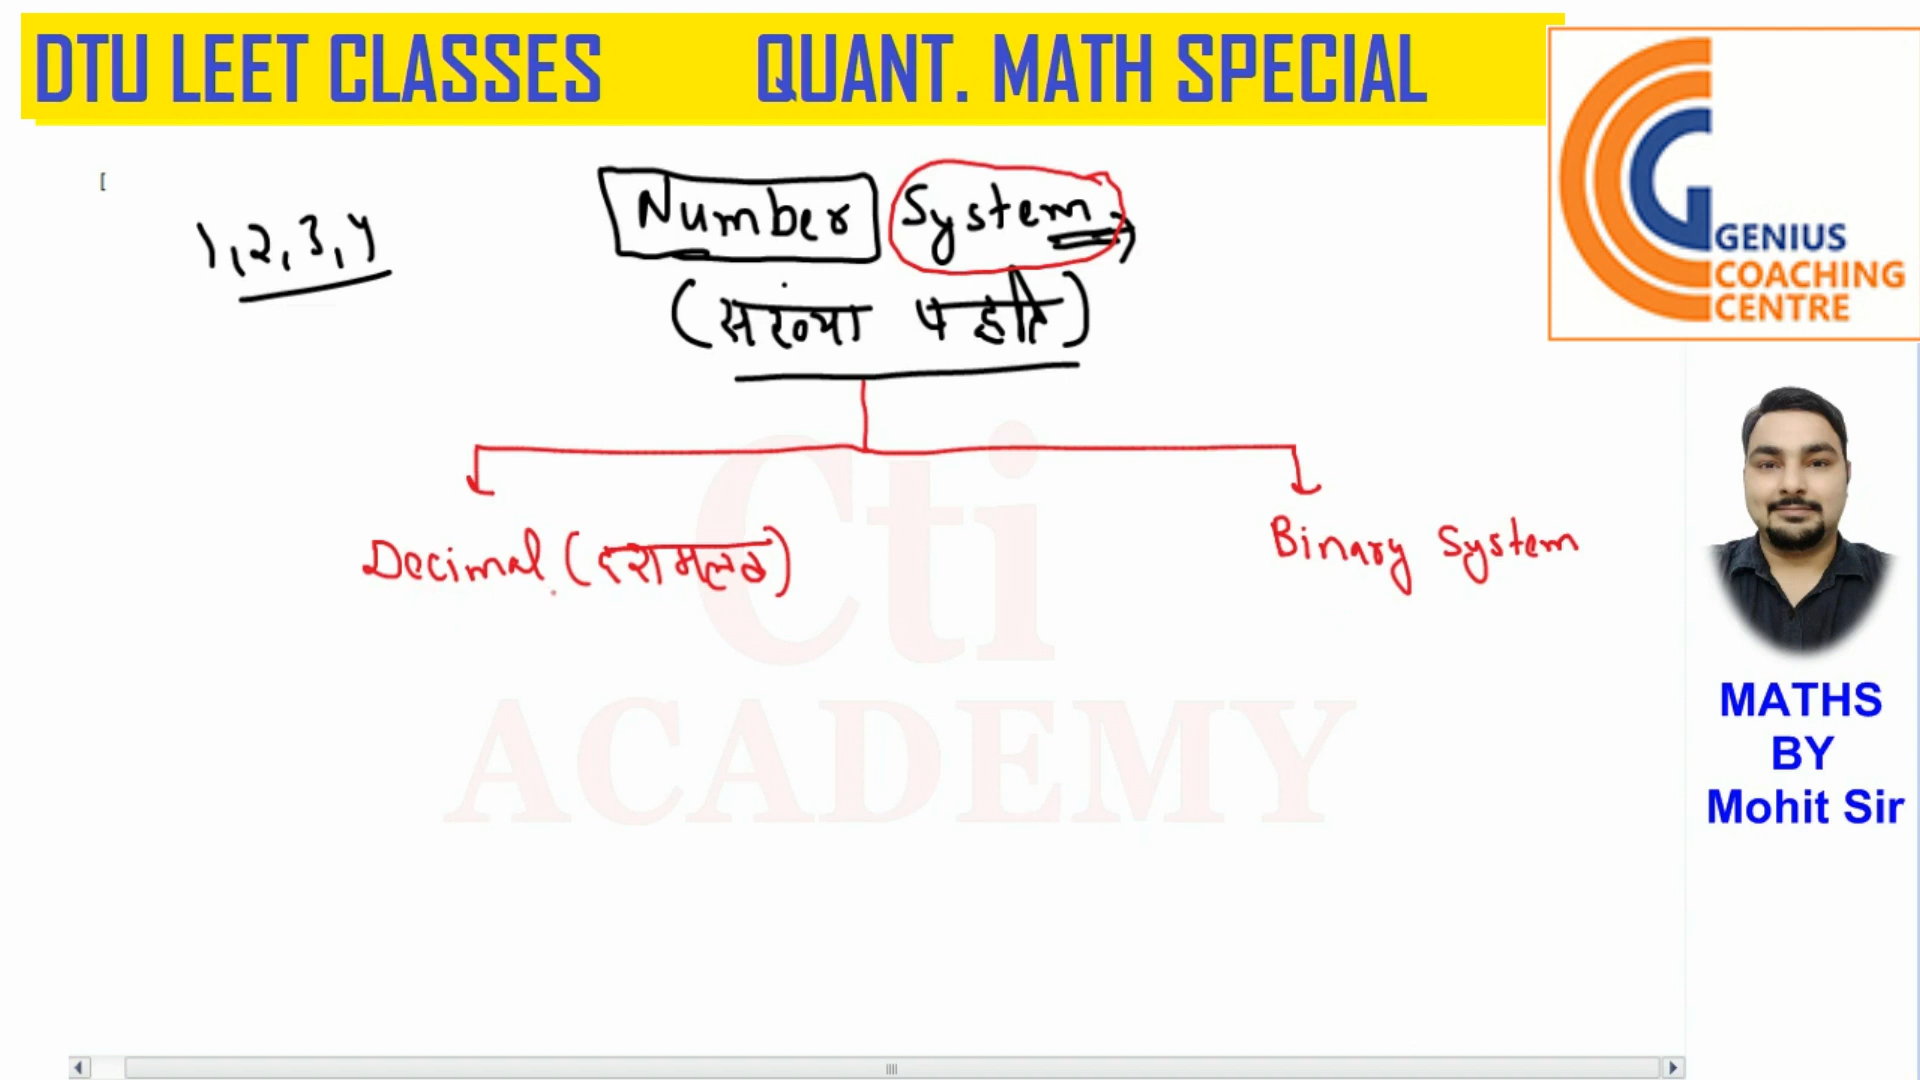 DTU LEET CLASSES QUANT. MATH SPECIAL
GENIUS
COACHING
CENTRE
[
1, 2, 3, 4
Number System
(संख्या पद्धति)
Decimal (दशमलव)
Binary System
Cti
ACADEMY
MATHS
BY
Mohit Sir